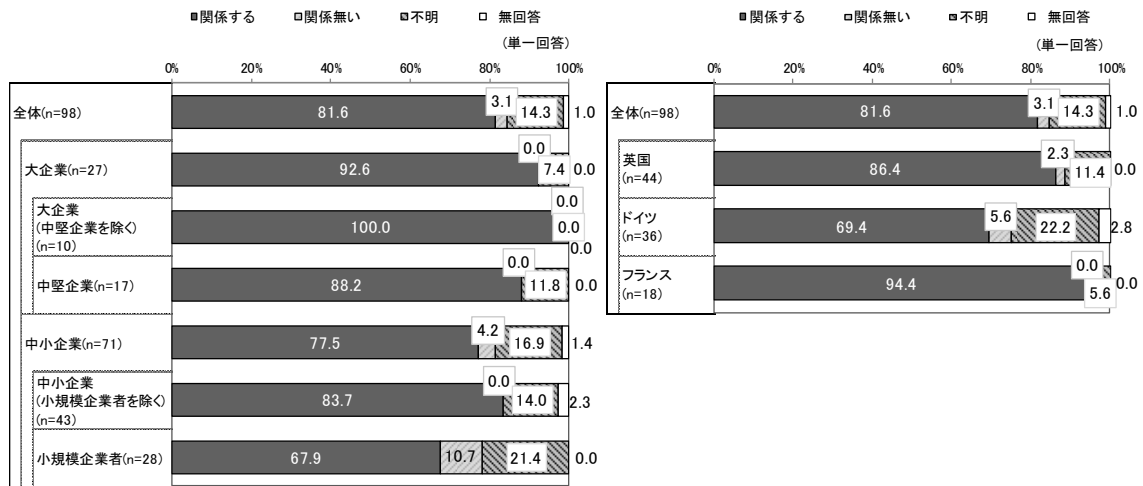 関係する 関係無い 不明 無回答
(単一回答)
0% 20% 40% 60% 80% 100%
全体(n=98) 81.6 3.1 14.3 1.0
大企業(n=27) 92.6 0.0 7.4 0.0
大企業
(中堅企業を除く)
(n=10)
100.0 0.0 0.0 0.0
中堅企業(n=17) 88.2 0.0 11.8 0.0
中小企業(n=71) 77.5 4.2 16.9 1.4
中小企業
(小規模企業者を除く)
(n=43)
83.7 0.0 14.0 2.3
小規模企業者(n=28) 67.9 10.7 21.4 0.0
関係する 関係無い 不明 無回答
(単一回答)
0% 20% 40% 60% 80% 100%
全体(n=98) 81.6 3.1 14.3 1.0
英国
(n=44)
86.4 2.3 11.4 0.0
ドイツ
(n=36)
69.4 5.6 22.2 2.8
フランス
(n=18)
94.4 0.0 5.6 0.0